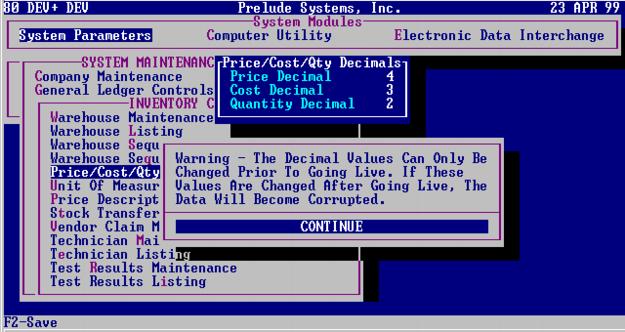 80 DEV+ DEV Prelude Systems, Inc. 23 APR 99
System Modules
System Parameters Computer Utility Electronic Data Interchange
SYSTEM MAINTENANC
Price/Cost/Qty Decimals
Company Maintenance
Price Decimal 4
General Ledger Controls
Cost Decimal 3
INVENTORY C
Quantity Decimal 2
Warehouse Maintenance
Warehouse Listing
Warehouse Sequ
Warehouse Sequ
Price/Cost/Qty
Unit Of Measur
Price Descript
Stock Transfer
Vendor Claim M
Technician Mai
Technician Listing
Test Results Maintenance
Test Results Listing
Warning - The Decimal Values Can Only Be
Changed Prior To Going Live. If These
Values Are Changed After Going Live, The
Data Will Become Corrupted.
CONTINUE
F2-Save